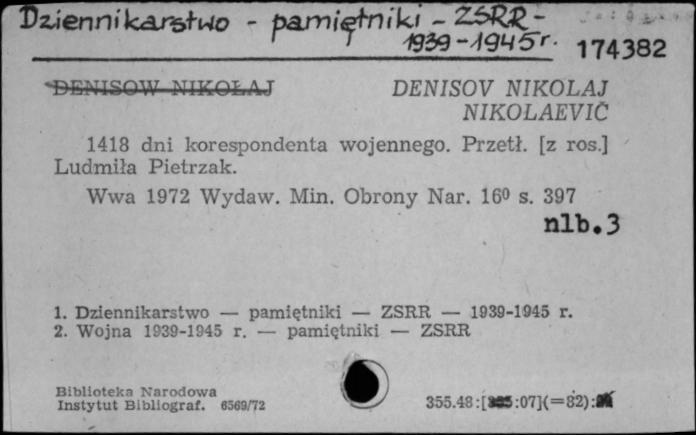 Dziennikarstwo - pamiętniki - ZSRR -
1939-1945 r. 174382
DENISOW NIKOŁAJ DENISOV NIKOLAJ
NIKOLAEVIČ
1418 dni korespondenta wojennego. Przetł. [z ros.]
Ludmiła Pietrzak.
Wwa 1972 Wydaw. Min. Obrony Nar. 16⁰ s. 397
nlb.3
1. Dziennikarstwo — pamiętniki — ZSRR — 1939-1945 r.
2. Wojna 1939-1945 r. — pamiętniki — ZSRR
Biblioteka Narodowa
Instytut Bibliograf. 6569/72 355.48:[ :07](=82):